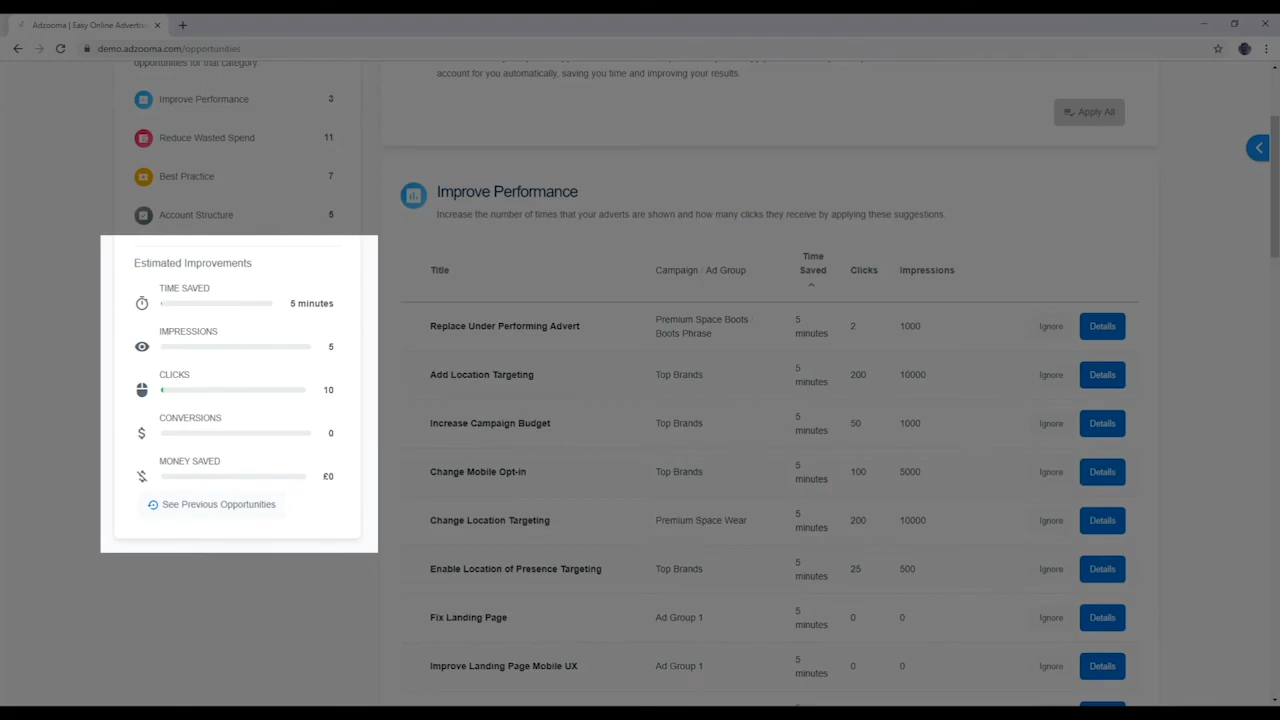 Adzooma | Easy Online Advertis
demo.adzooma.com/opportunities
opportunities for that category.
Improve Performance 3
Reduce Wasted Spend 11
Best Practice 7
Account Structure 5
Estimated Improvements
TIME SAVED
5 minutes
IMPRESSIONS
5
CLICKS
10
CONVERSIONS
0
MONEY SAVED
£0
See Previous Opportunities
account for you automatically, saving you time and improving your results.
Apply All
Improve Performance
Increase the number of times that your adverts are shown and how many clicks they receive by applying these suggestions.
Title Campaign / Ad Group Time Saved Clicks Impressions
Replace Under Performing Advert Premium Space Boots / Boots Phrase 5 minutes 2 1000 Ignore Details
Add Location Targeting Top Brands 5 minutes 200 10000 Ignore Details
Increase Campaign Budget Top Brands 5 minutes 50 1000 Ignore Details
Change Mobile Opt-in Top Brands 5 minutes 100 5000 Ignore Details
Change Location Targeting Premium Space Wear 5 minutes 200 10000 Ignore Details
Enable Location of Presence Targeting Top Brands 5 minutes 25 500 Ignore Details
Fix Landing Page Ad Group 1 5 minutes 0 0 Ignore Details
Improve Landing Page Mobile UX Ad Group 1 5 minutes 0 0 Ignore Details